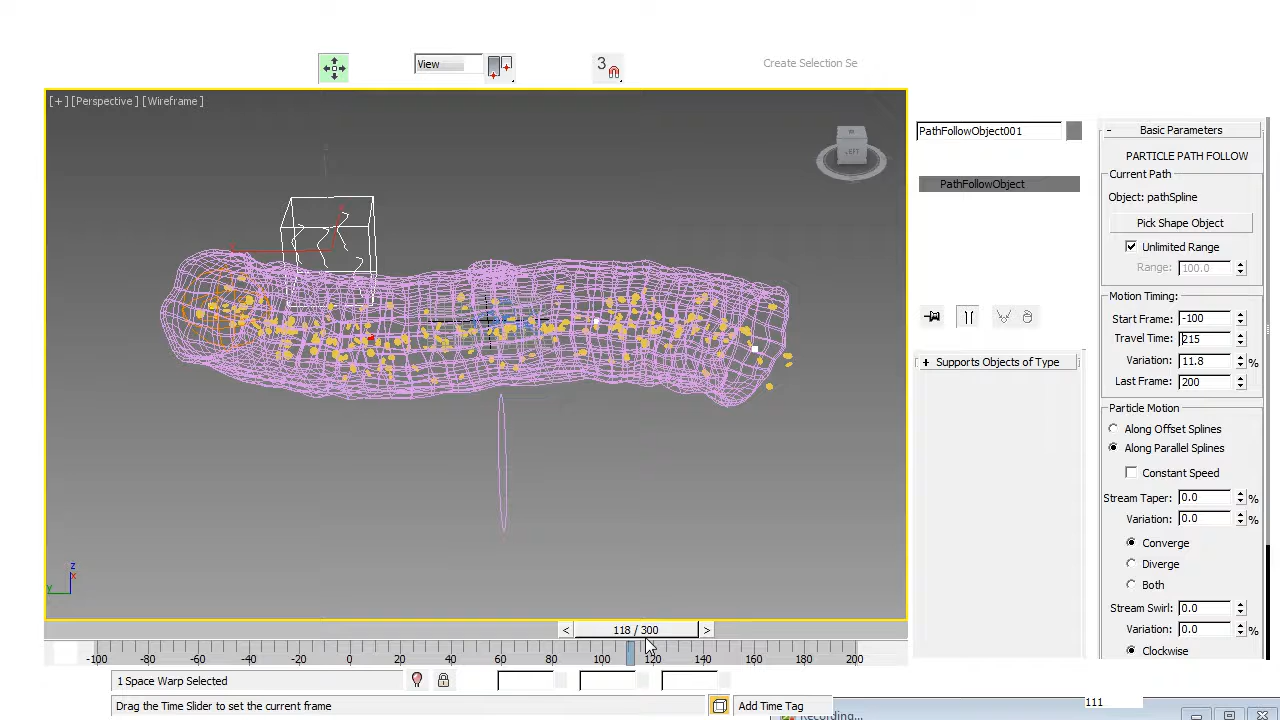 View
3
Create Selection Se
[+][Perspective][Wireframe]
LEFT
PathFollowObject001
PathFollowObject
+ Supports Objects of Type
- Basic Parameters
PARTICLE PATH FOLLOW
Current Path
Object: pathSpline
Pick Shape Object
Unlimited Range
Range: 100.0
Motion Timing:
Start Frame: -100
Travel Time: 215
Variation: 11.8 %
Last Frame: 200
Particle Motion
Along Offset Splines
Along Parallel Splines
Constant Speed
Stream Taper: 0.0 %
Variation: 0.0 %
Converge
Diverge
Both
Stream Swirl: 0.0
Variation: 0.0 %
Clockwise
z
x
y
< 118 / 300 >
-100 -80 -60 -40 -20 0 20 40 60 80 100 120 140 160 180 200
1 Space Warp Selected
Drag the Time Slider to set the current frame
Add Time Tag
111
Recording...